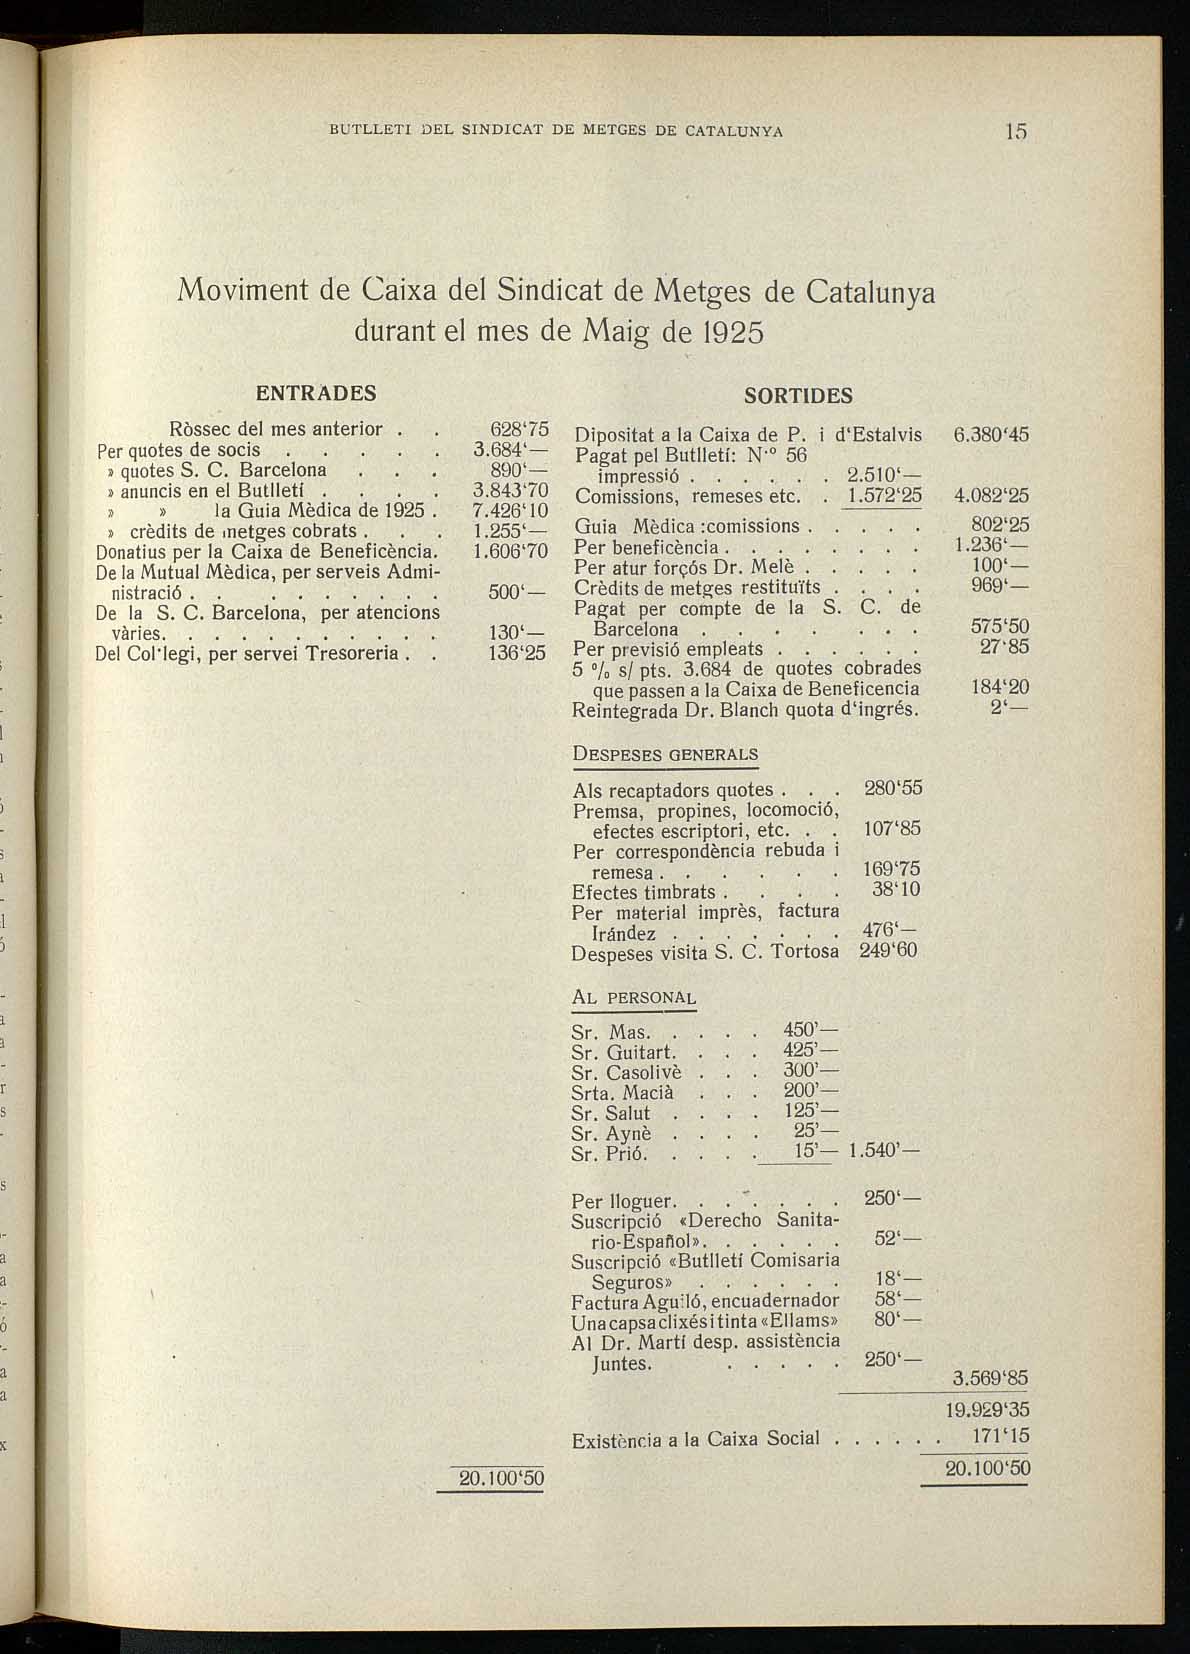 BUTLLETI DEL SINDICAT DE METGES DE CATALUNYA 15
Moviment de Caixa del Sindicat de Metges de Catalunya
durant el mes de Maig de 1925
ENTRADES
Ròssec del mes anterior . . 628'75
Per quotes de socis . . . . . . 3.684'—
» quotes S. C. Barcelona . . . 890'—
» anuncis en el Butlletí . . . . . 3.843'70
» » la Guia Mèdica de 1925 . 7.426'10
» crèdits de metges cobrats . . . 1.255'—
Donatius per la Caixa de Beneficència. 1.606'70
De la Mutual Mèdica, per serveis Admi-
nistració . . . . . . . . . 500'—
De la S. C. Barcelona, per atencions
vàries. . . . . . . . . . . 130'—
Del Col·legi, per servei Tresoreria . . 136'25
20.100'50
SORTIDES
Dipositat a la Caixa de P. i d'Estalvis 6.380'45
Pagat pel Butlletí: N.º 56
impressió . . . . . . 2.510'—
Comissions, remeses etc. . 1.572'25 4.082'25
Guia Mèdica :comissions . . . . . 802'25
Per beneficència . . . . . . . . 1.236'—
Per atur forçós Dr. Melè . . . . . 100'—
Crèdits de metges restituïts . . . . 969'—
Pagat per compte de la S. C. de
Barcelona . . . . . . . . 575'50
Per previsió empleats . . . . . . 27'85
5 % s/ pts. 3.684 de quotes cobrades
que passen a la Caixa de Beneficencia 184'20
Reintegrada Dr. Blanch quota d'ingrés. 2'—
DESPESES GENERALS
Als recaptadors quotes . . . 280'55
Premsa, propines, locomoció,
efectes escriptori, etc. . . 107'85
Per correspondència rebuda i
remesa . . . . . . . 169'75
Efectes timbrats . . . . 38'10
Per material imprès, factura
Irández . . . . . . . 476'—
Despeses visita S. C. Tortosa 249'60
AL PERSONAL
Sr. Mas. . . . . 450'—
Sr. Guitart. . . . 425'—
Sr. Casolivè . . . 300'—
Srta. Macià . . . 200'—
Sr. Salut . . . . 125'—
Sr. Aynè . . . . 25'—
Sr. Prió. . . . . 15'— 1.540'—
Per lloguer. . . . . . . 250'—
Suscripció «Derecho Sanita-
rio-Español». . . . . . 52'—
Suscripció «Butlletí Comisaria
Seguros» . . . . . . 18'—
Factura Aguiló, encuadernador 58'—
Una capsa clixés i tinta «Ellams» 80'—
Al Dr. Martí desp. assistència
Juntes. . . . . . 250'—
3.569'85
19.929'35
Existència a la Caixa Social . . . . . . 171'15
20.100'50